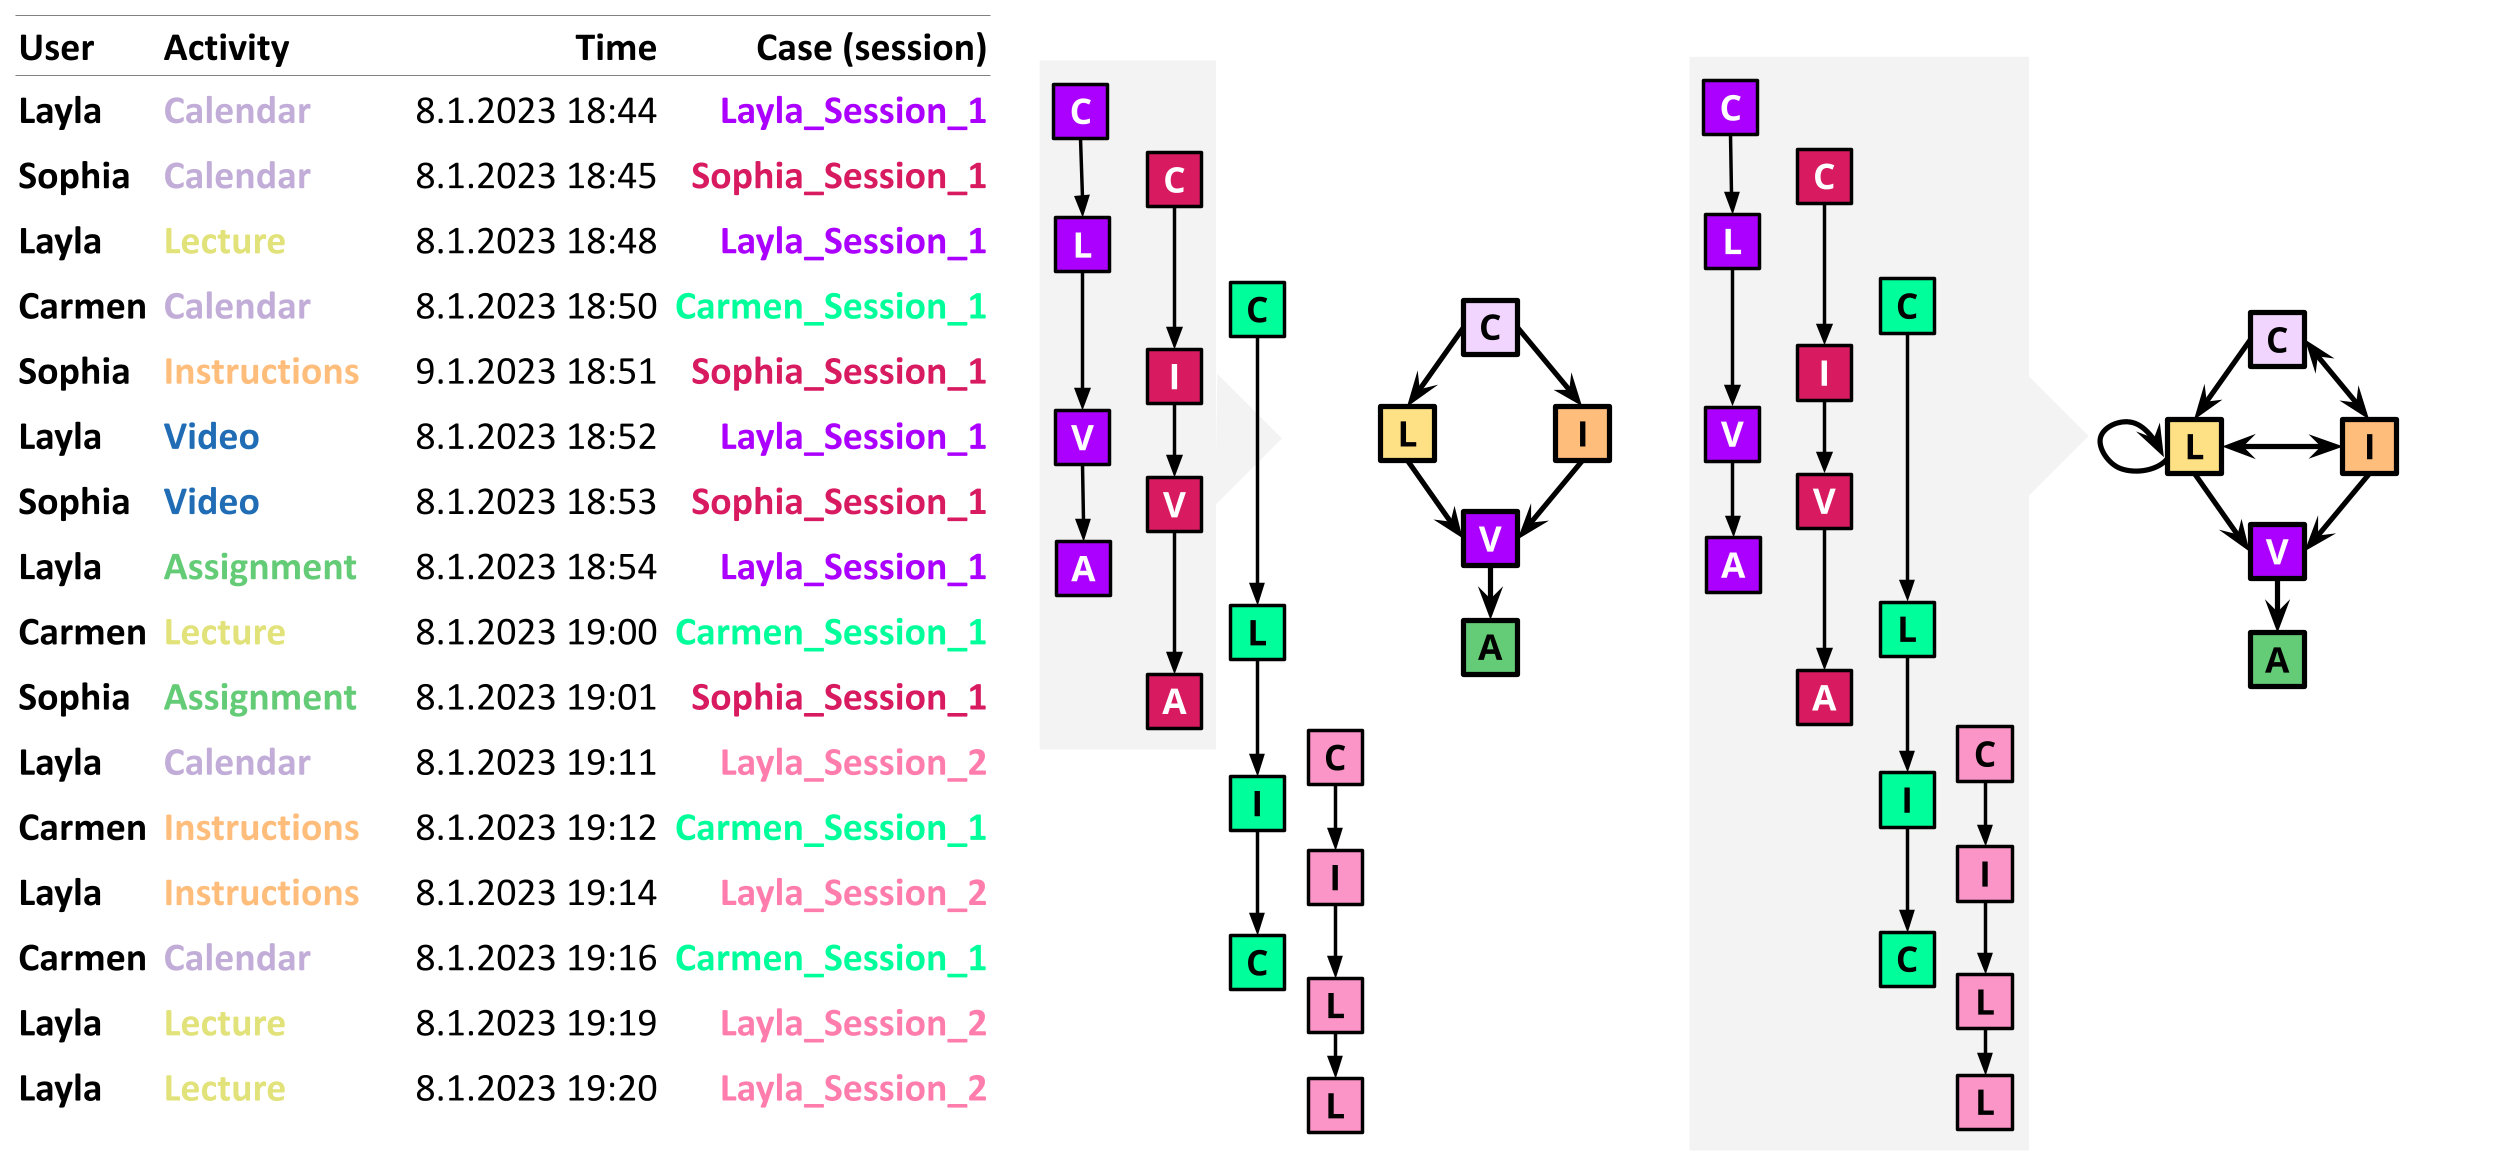 User Activity Time Case (session)
Layla Calendar 8.1.2023 18:44 Layla_Session_1
Sophia Calendar 8.1.2023 18:45 Sophia_Session_1
Layla Lecture 8.1.2023 18:48 Layla_Session_1
Carmen Calendar 8.1.2023 18:50 Carmen_Session_1
Sophia Instructions 9.1.2023 18:51 Sophia_Session_1
Layla Video 8.1.2023 18:52 Layla_Session_1
Sophia Video 8.1.2023 18:53 Sophia_Session_1
Layla Assignment 8.1.2023 18:54 Layla_Session_1
Carmen Lecture 8.1.2023 19:00 Carmen_Session_1
Sophia Assignment 8.1.2023 19:01 Sophia_Session_1
Layla Calendar 8.1.2023 19:11 Layla_Session_2
Carmen Instructions 8.1.2023 19:12 Carmen_Session_1
Layla Instructions 8.1.2023 19:14 Layla_Session_2
Carmen Calendar 8.1.2023 19:16 Carmen_Session_1
Layla Lecture 8.1.2023 19:19 Layla_Session_2
Layla Lecture 8.1.2023 19:20 Layla_Session_2
C
L
V
A
C
I
V
A
C
L
I
C
C
I
L
L
C
L I
V
A
C
L
V
A
C
I
V
A
C
L
I
C
C
I
L
L
C
L I
V
A